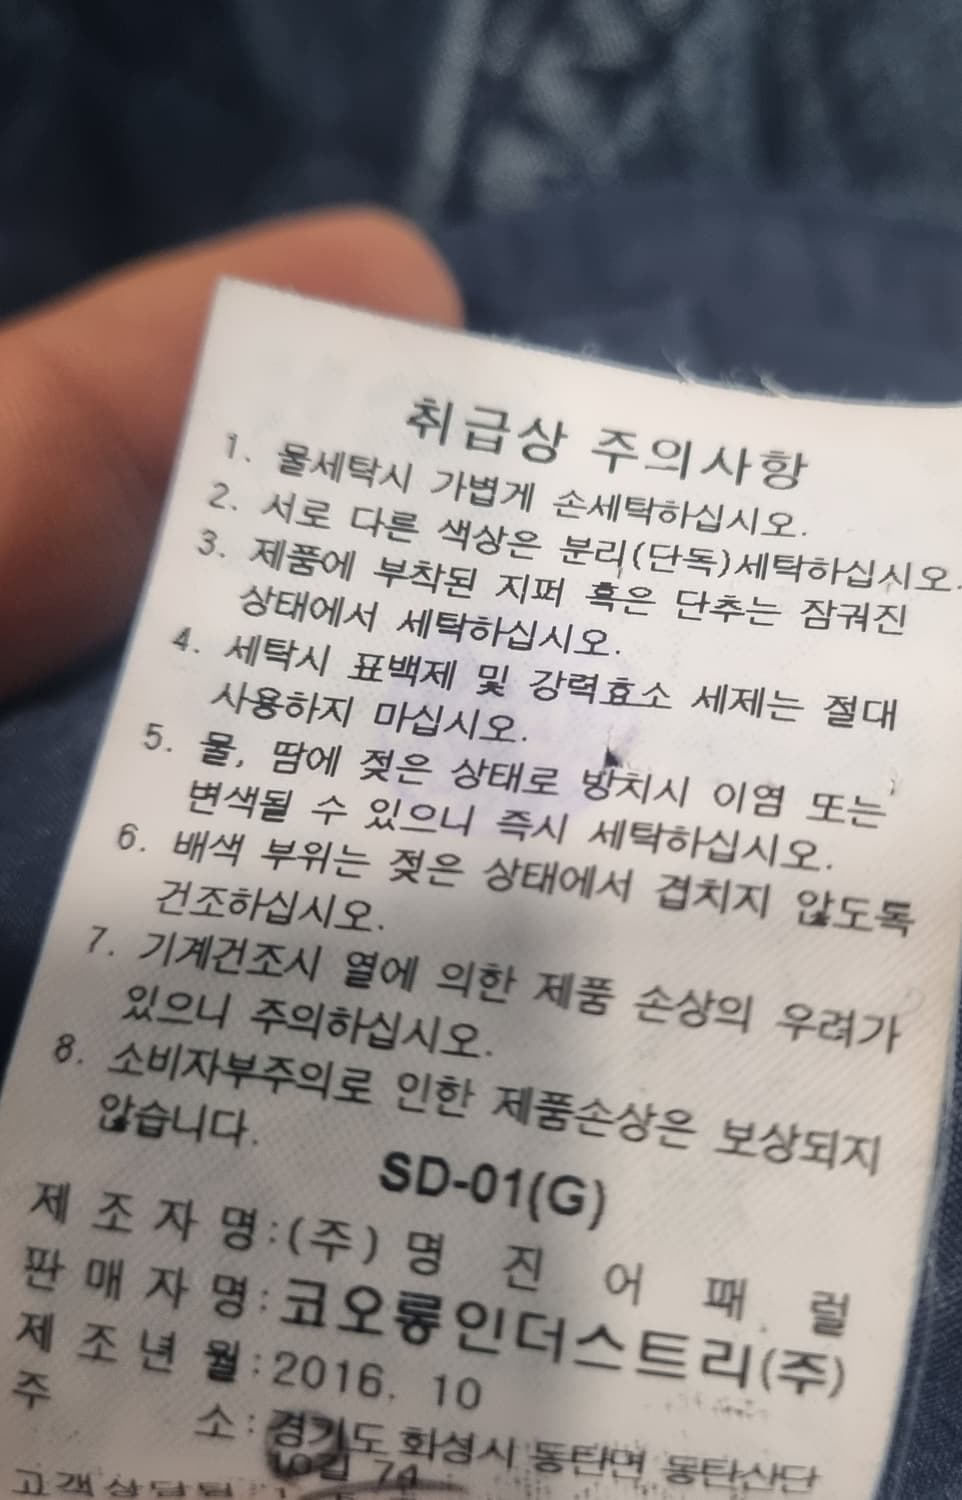 취급상 주의사항
1. 물세탁시 가볍게 손세탁하십시오.
2. 서로 다른 색상은 분리(단독)세탁하십시오.
3. 제품에 부착된 지퍼 혹은 단추는 잠궈진
상태에서 세탁하십시오.
4. 세탁시 표백제 및 강력효소 세제는 절대
사용하지 마십시오.
5. 물, 땀에 젖은 상태로 방치시 이염 또는
변색될 수 있으니 즉시 세탁하십시오.
6. 배색 부위는 젖은 상태에서 겹치지 않도록
건조하십시오.
7. 기계건조시 열에 의한 제품 손상의 우려가
있으니 주의하십시오.
8. 소비자부주의로 인한 제품손상은 보상되지
않습니다.
SD-01(G)
제 조 자 명:(주) 명 진 어 패 럴
판 매 자 명:코오롱인더스트리(주)
제 조 년 월:2016. 10
주 소:경기도 화성시 동탄면 동탄산단
10길 74